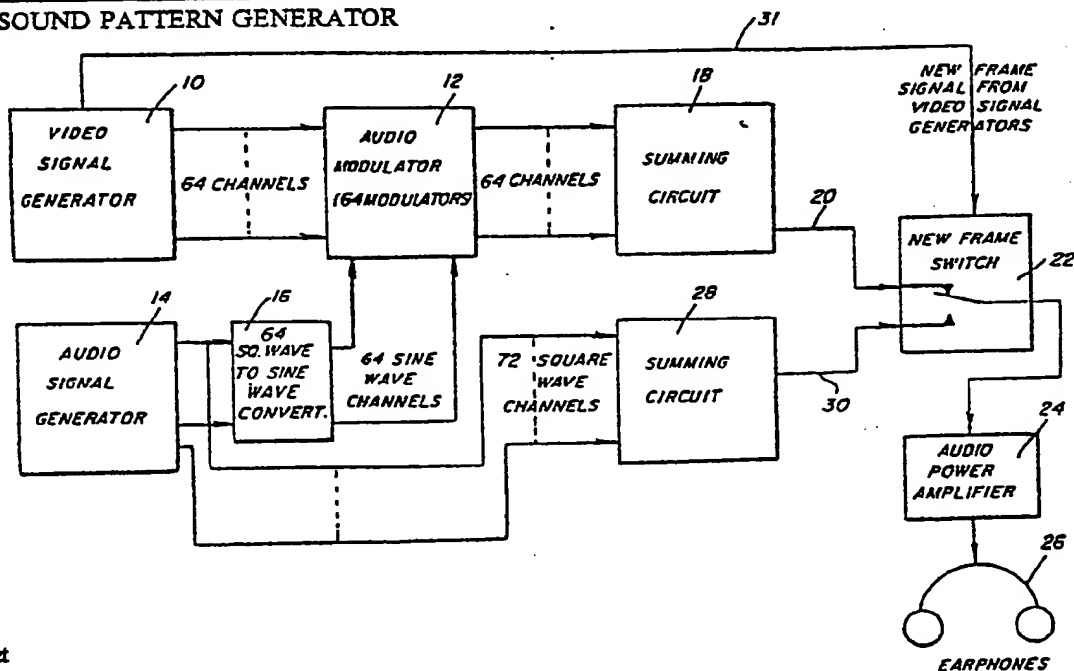 SOUND PATTERN GENERATOR
31
10
VIDEO
SIGNAL
GENERATOR
64 CHANNELS
12
AUDIO
MODULATOR
(64 MODULATORS)
64 CHANNELS
18
SUMMING
CIRCUIT
NEW FRAME
SIGNAL FROM
VIDEO SIGNAL
GENERATORS
20
NEW FRAME
SWITCH
22
14
AUDIO
SIGNAL
GENERATOR
16
64
SQ. WAVE
TO SINE
WAVE
CONVERT.
64 SINE
WAVE
CHANNELS
72 SQUARE
WAVE
CHANNELS
28
SUMMING
CIRCUIT
30
24
AUDIO
POWER
AMPLIFIER
26
EARPHONES